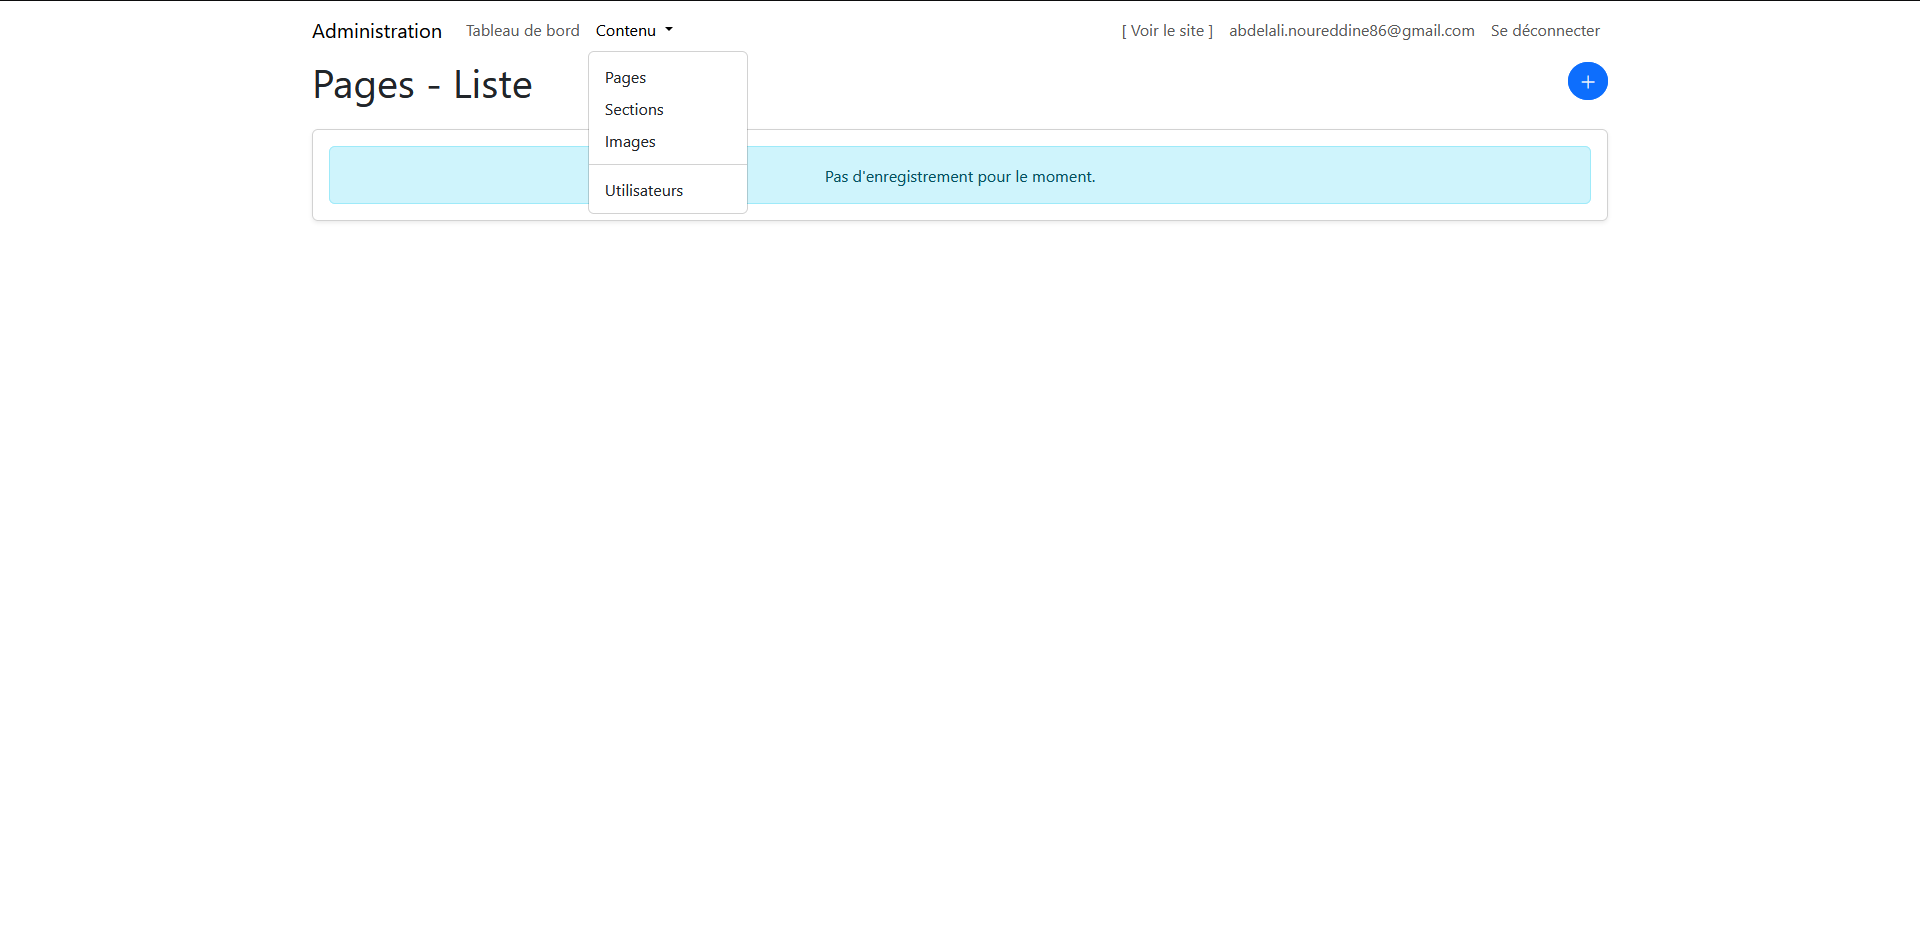 Administration Tableau de bord Contenu [ Voir le site ] abdelali.noureddine86@gmail.com Se déconnecter
Pages - Liste
Pages
Sections
Images
Utilisateurs
Pas d'enregistrement pour le moment.